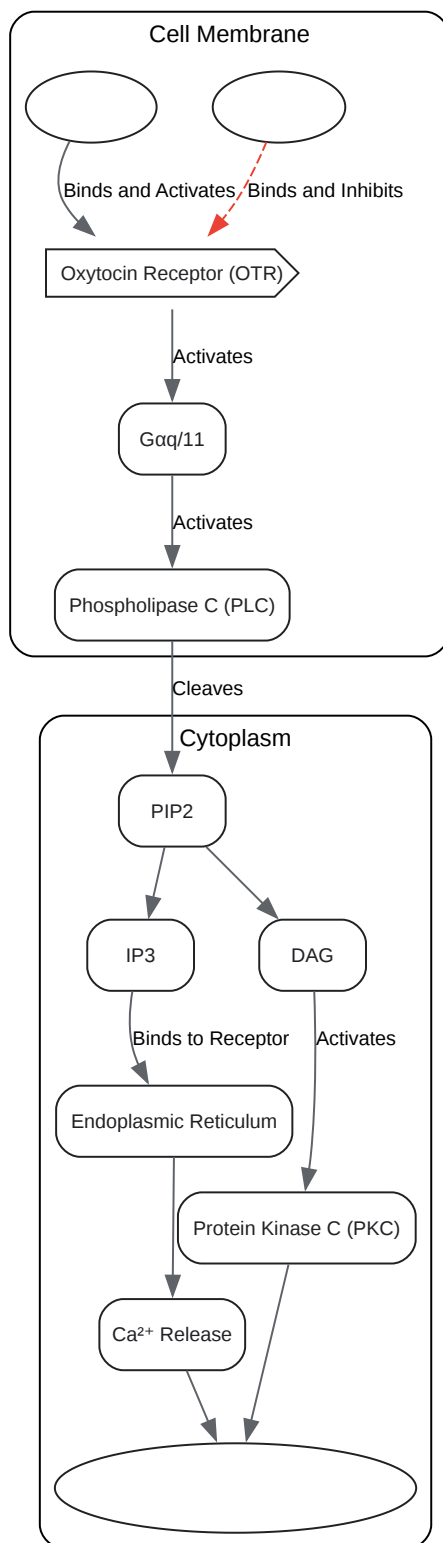 Cell Membrane
Binds and Activates
Binds and Inhibits
Oxytocin Receptor (OTR)
Activates
Gαq/11
Activates
Phospholipase C (PLC)
Cleaves
Cytoplasm
PIP2
IP3
DAG
Binds to Receptor
Activates
Endoplasmic Reticulum
Protein Kinase C (PKC)
Ca²⁺ Release